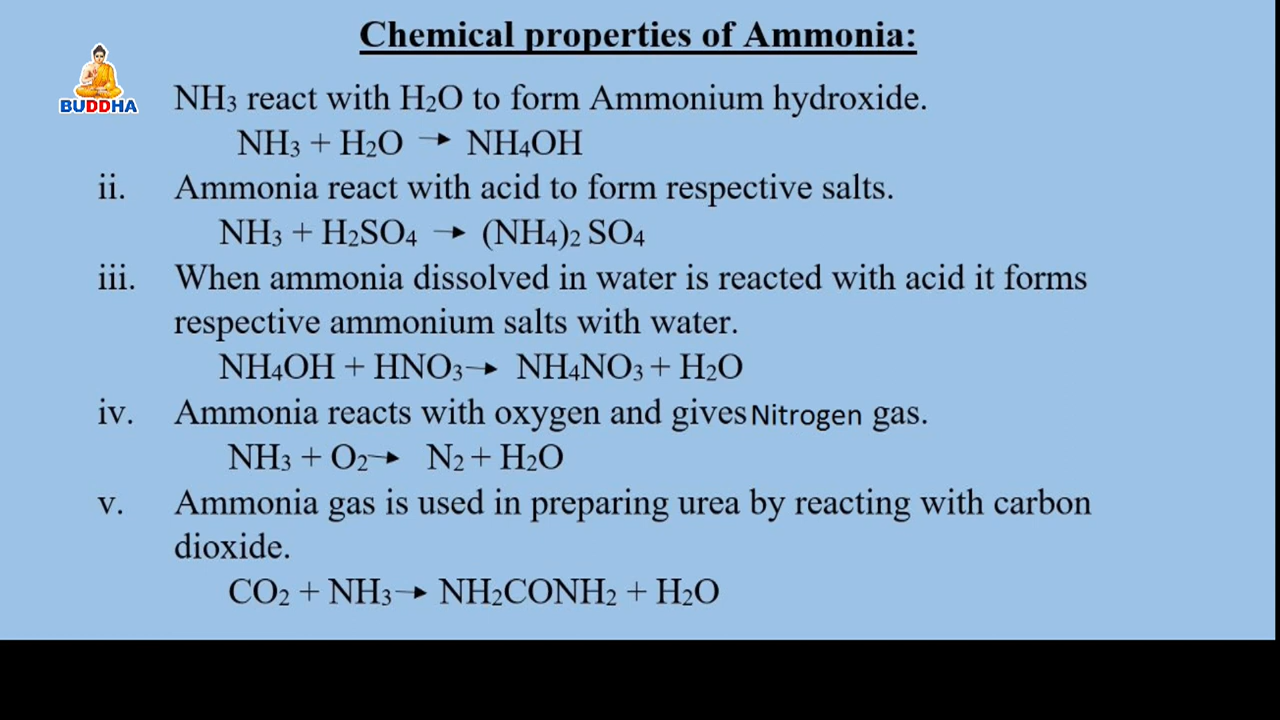 Chemical properties of Ammonia:
BUDDHA
NH₃ react with H₂O to form Ammonium hydroxide.
NH₃ + H₂O → NH₄OH
ii. Ammonia react with acid to form respective salts.
NH₃ + H₂SO₄ → (NH₄)₂ SO₄
iii. When ammonia dissolved in water is reacted with acid it forms
respective ammonium salts with water.
NH₄OH + HNO₃→ NH₄NO₃ + H₂O
iv. Ammonia reacts with oxygen and gives Nitrogen gas.
NH₃ + O₂→ N₂ + H₂O
v. Ammonia gas is used in preparing urea by reacting with carbon
dioxide.
CO₂ + NH₃→ NH₂CONH₂ + H₂O